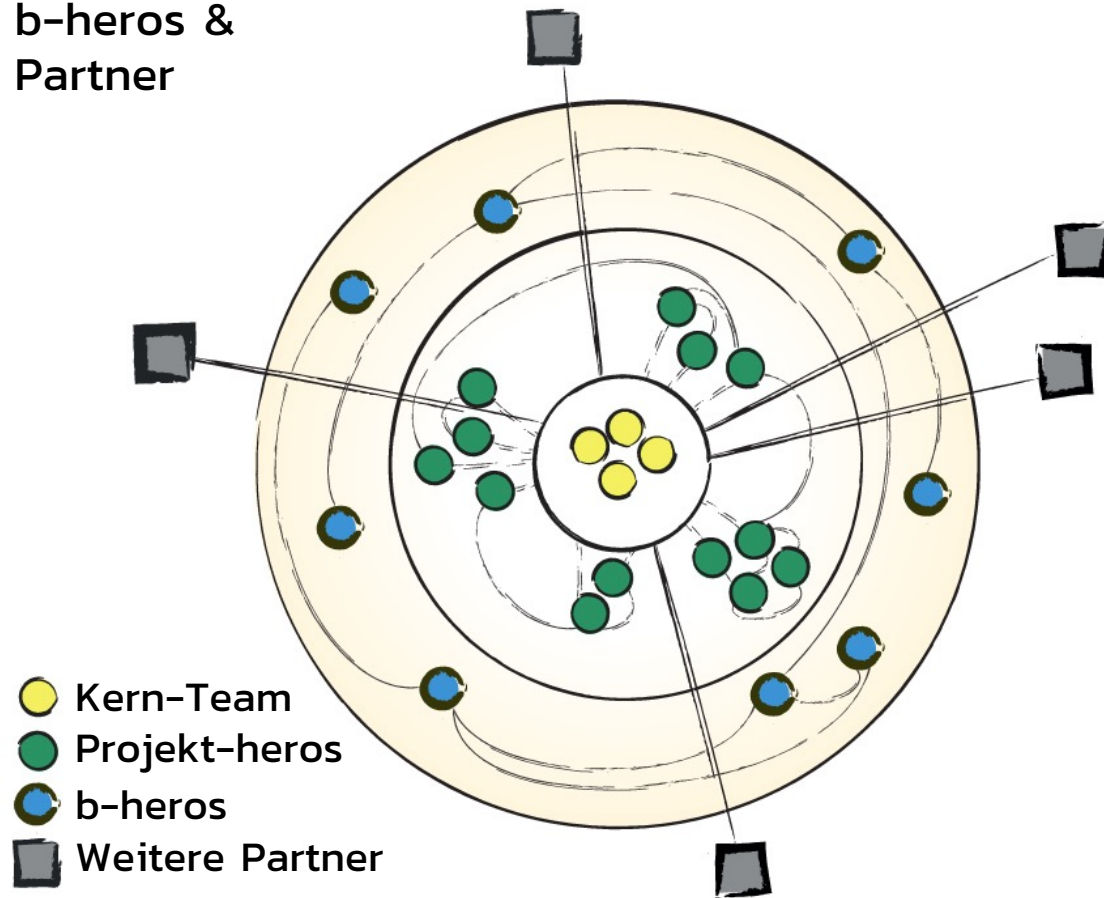 b-heros &
Partner
Kern-Team
Projekt-heros
b-heros
Weitere Partner